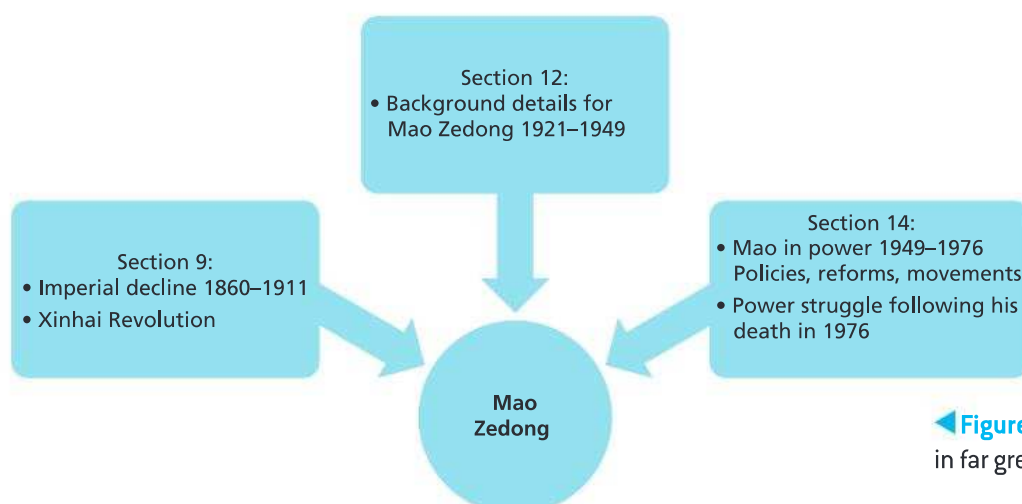 Section 12:
• Background details for
Mao Zedong 1921–1949
Section 9:
• Imperial decline 1860–1911
• Xinhai Revolution
Section 14:
• Mao in power 1949–1976
Policies, reforms, movements
• Power struggle following his
death in 1976
Mao
Zedong
◀Figure
in far gre